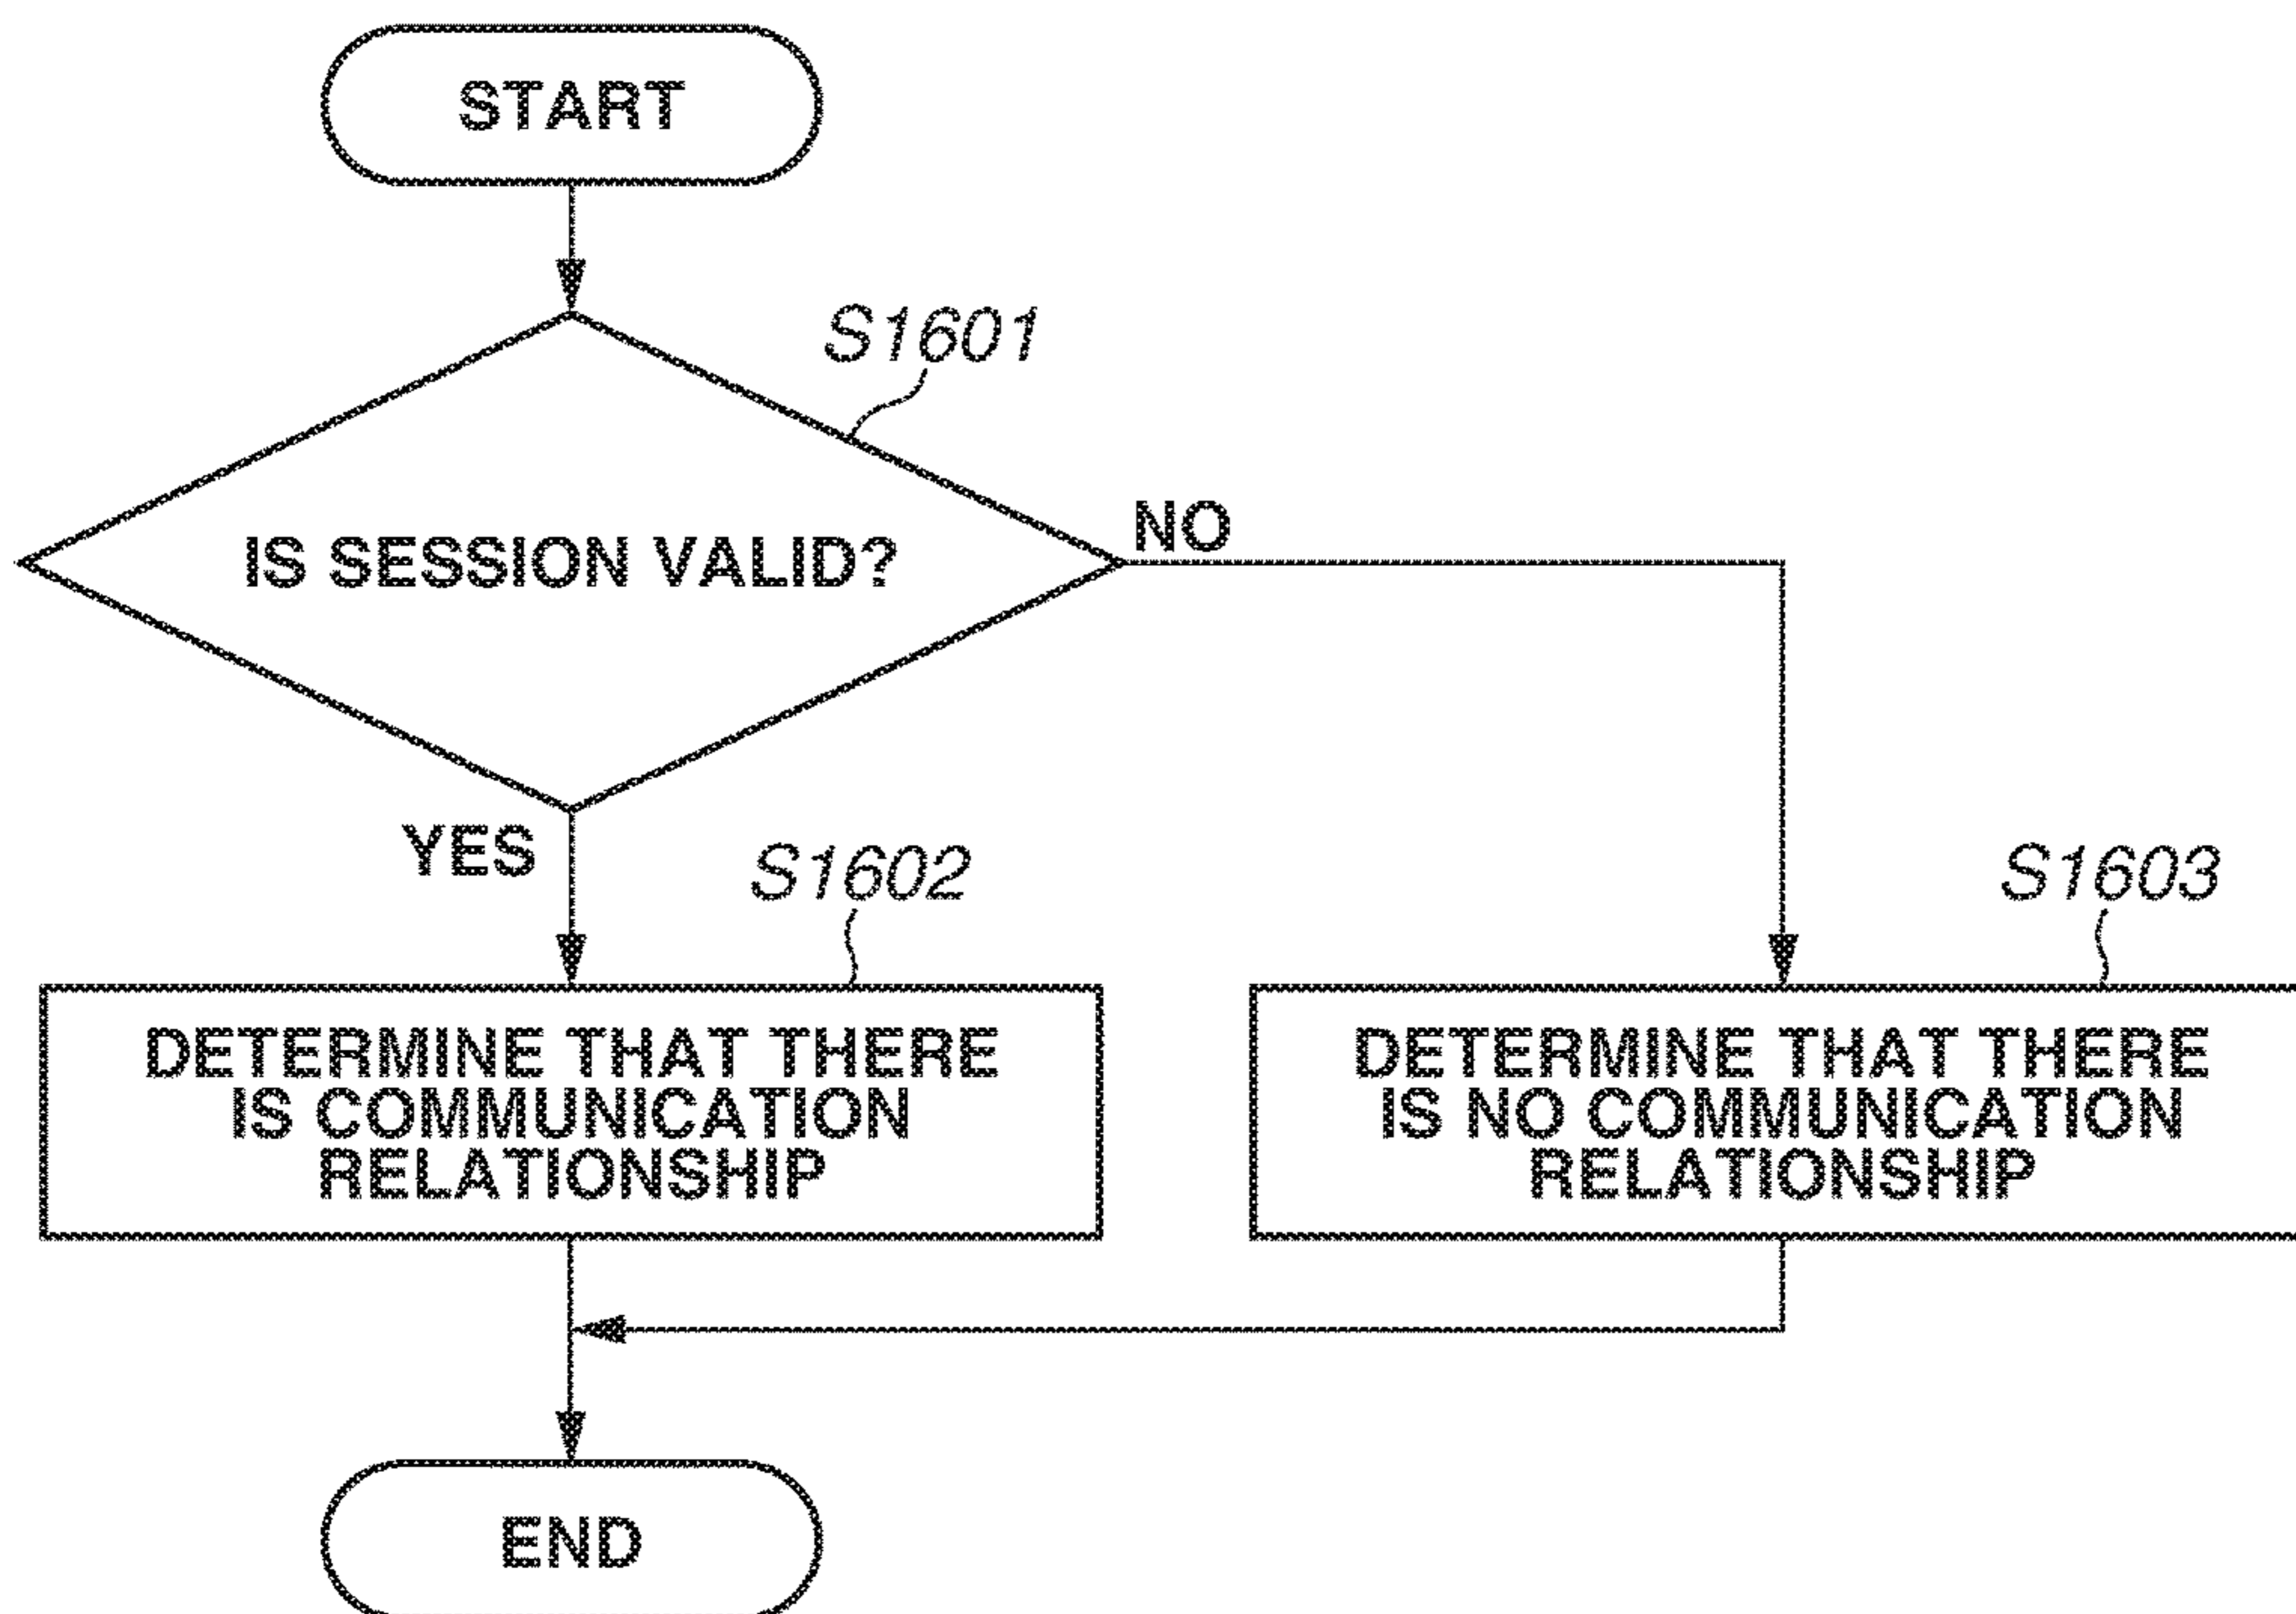 START
S1601
IS SESSION VALID?
NO
YES
S1602
S1603
DETERMINE THAT THERE
IS COMMUNICATION
RELATIONSHIP
DETERMINE THAT THERE
IS NO COMMUNICATION
RELATIONSHIP
END